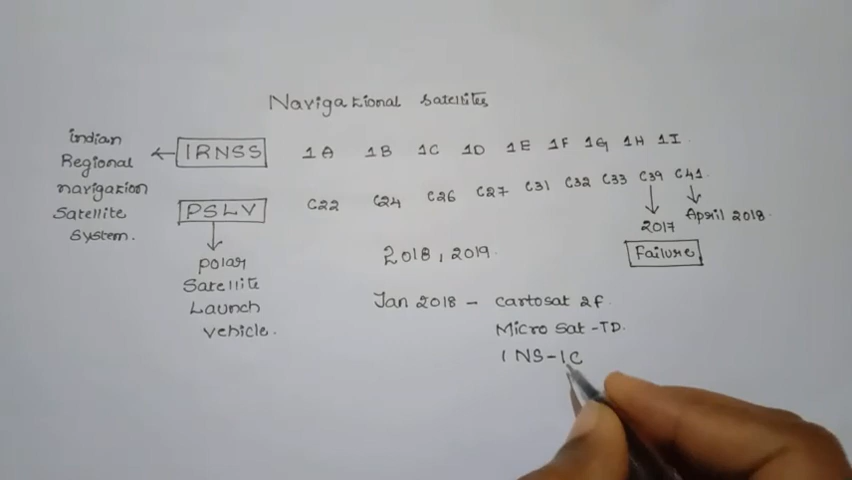 Navigational Satellites
Indian
Regional
navigation
Satellite
System.
IRNSS 1A 1B 1C 1D 1E 1F 1G 1H 1I
PSLV C22 C24 C26 C27 C31 C32 C33 C39 C41
Polar
Satellite
Launch
Vehicle.
2017
Failure
April 2018.
2018, 2019.
Jan 2018 - Cartosat 2f.
Micro Sat -TD.
INS-1C